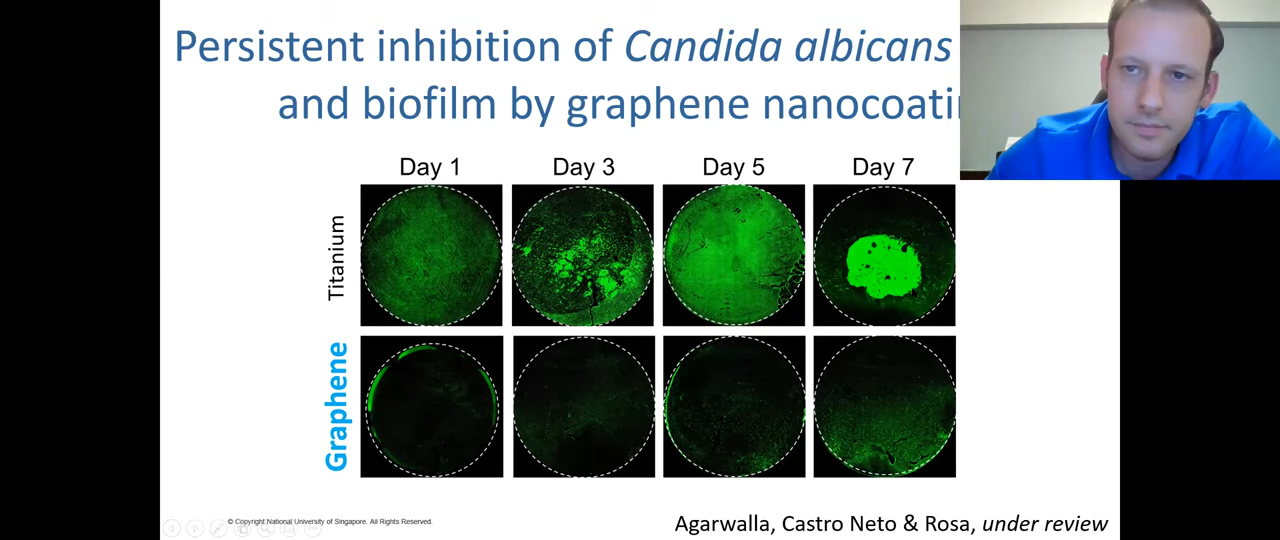 Persistent inhibition of Candida albicans
and biofilm by graphene
Day 1 Day 3 Day 5 Day 7
Titanium
Graphene
© Copyright National University of Singapore. All Rights Reserved.
Agarwalla, Castro Neto & Rosa, under review